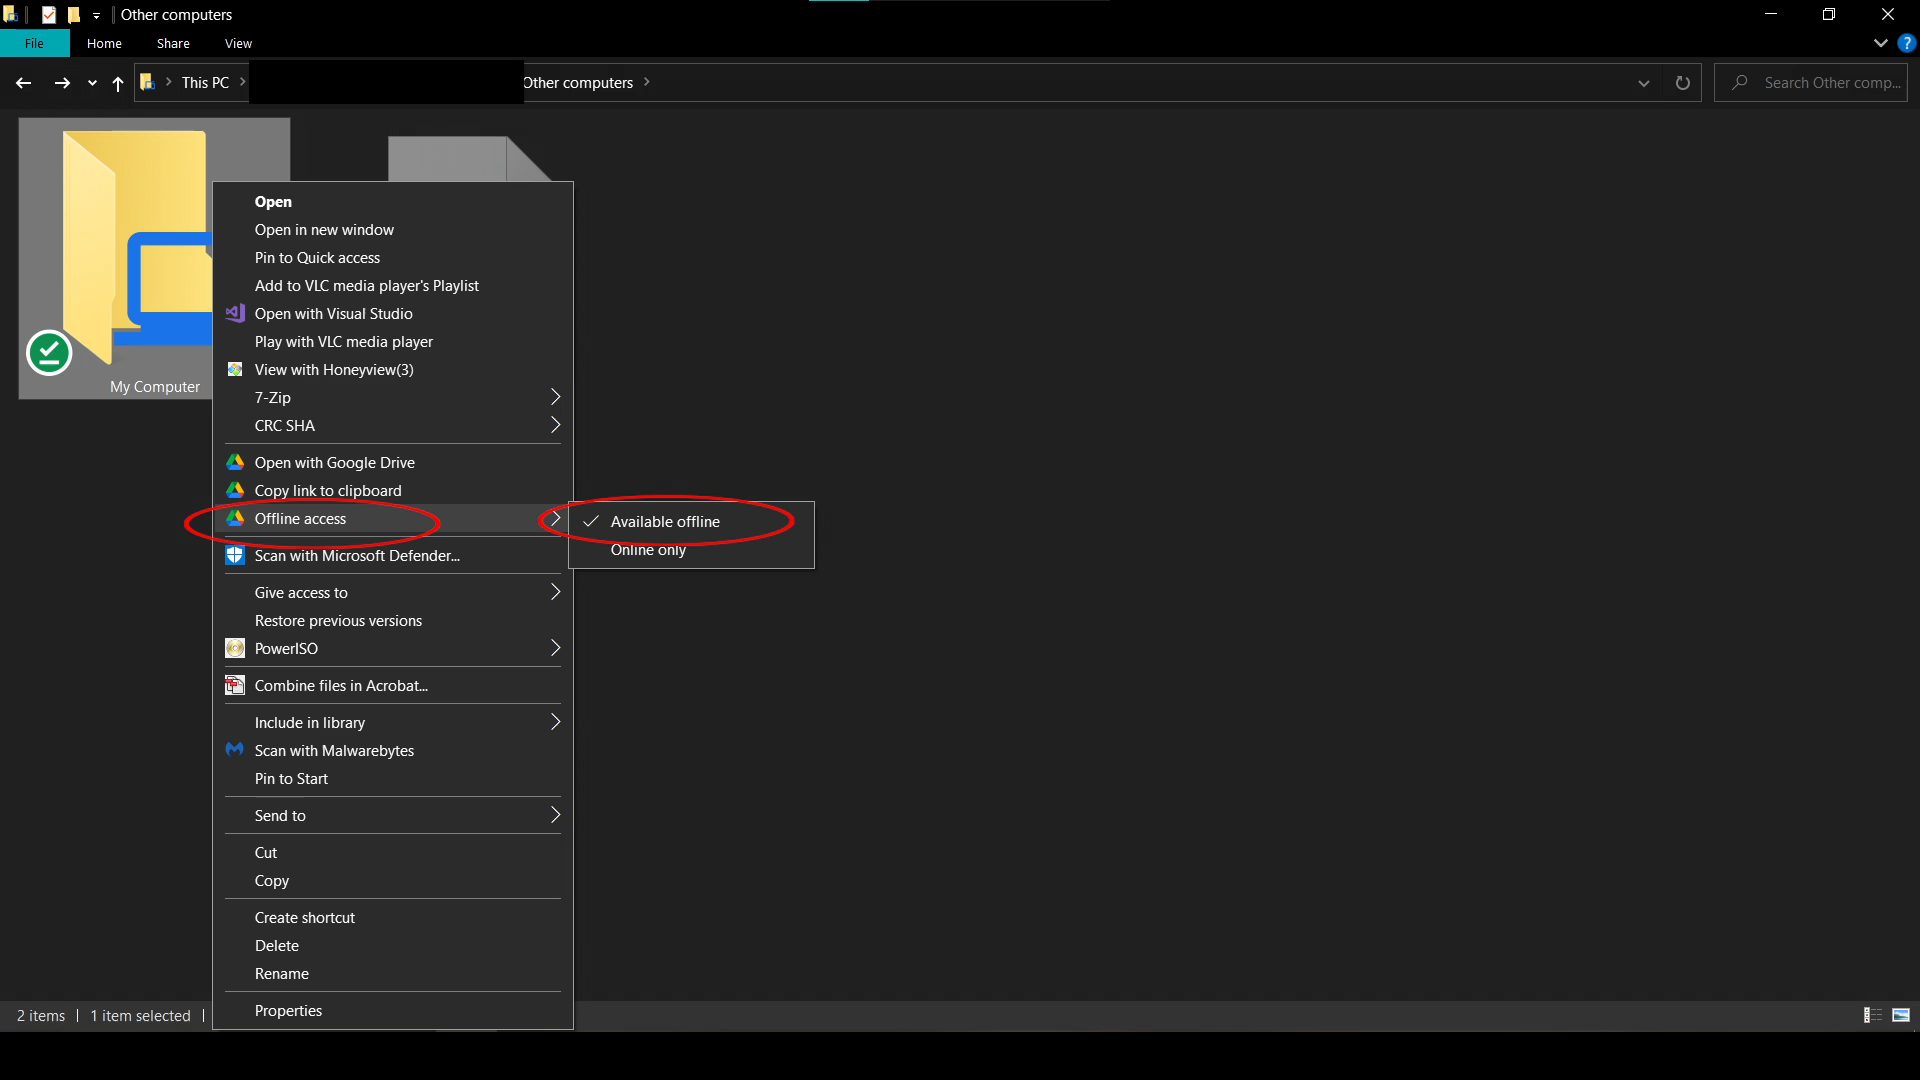 Other computers
File Home Share View
This PC Other computers
Search Other comp...
My Computer
Open
Open in new window
Pin to Quick access
Add to VLC media player's Playlist
Open with Visual Studio
Play with VLC media player
View with Honeyview(3)
7-Zip
CRC SHA
Open with Google Drive
Copy link to clipboard
Offline access
Available offline
Online only
Scan with Microsoft Defender...
Give access to
Restore previous versions
PowerISO
Combine files in Acrobat...
Include in library
Scan with Malwarebytes
Pin to Start
Send to
Cut
Copy
Create shortcut
Delete
Rename
Properties
2 items 1 item selected